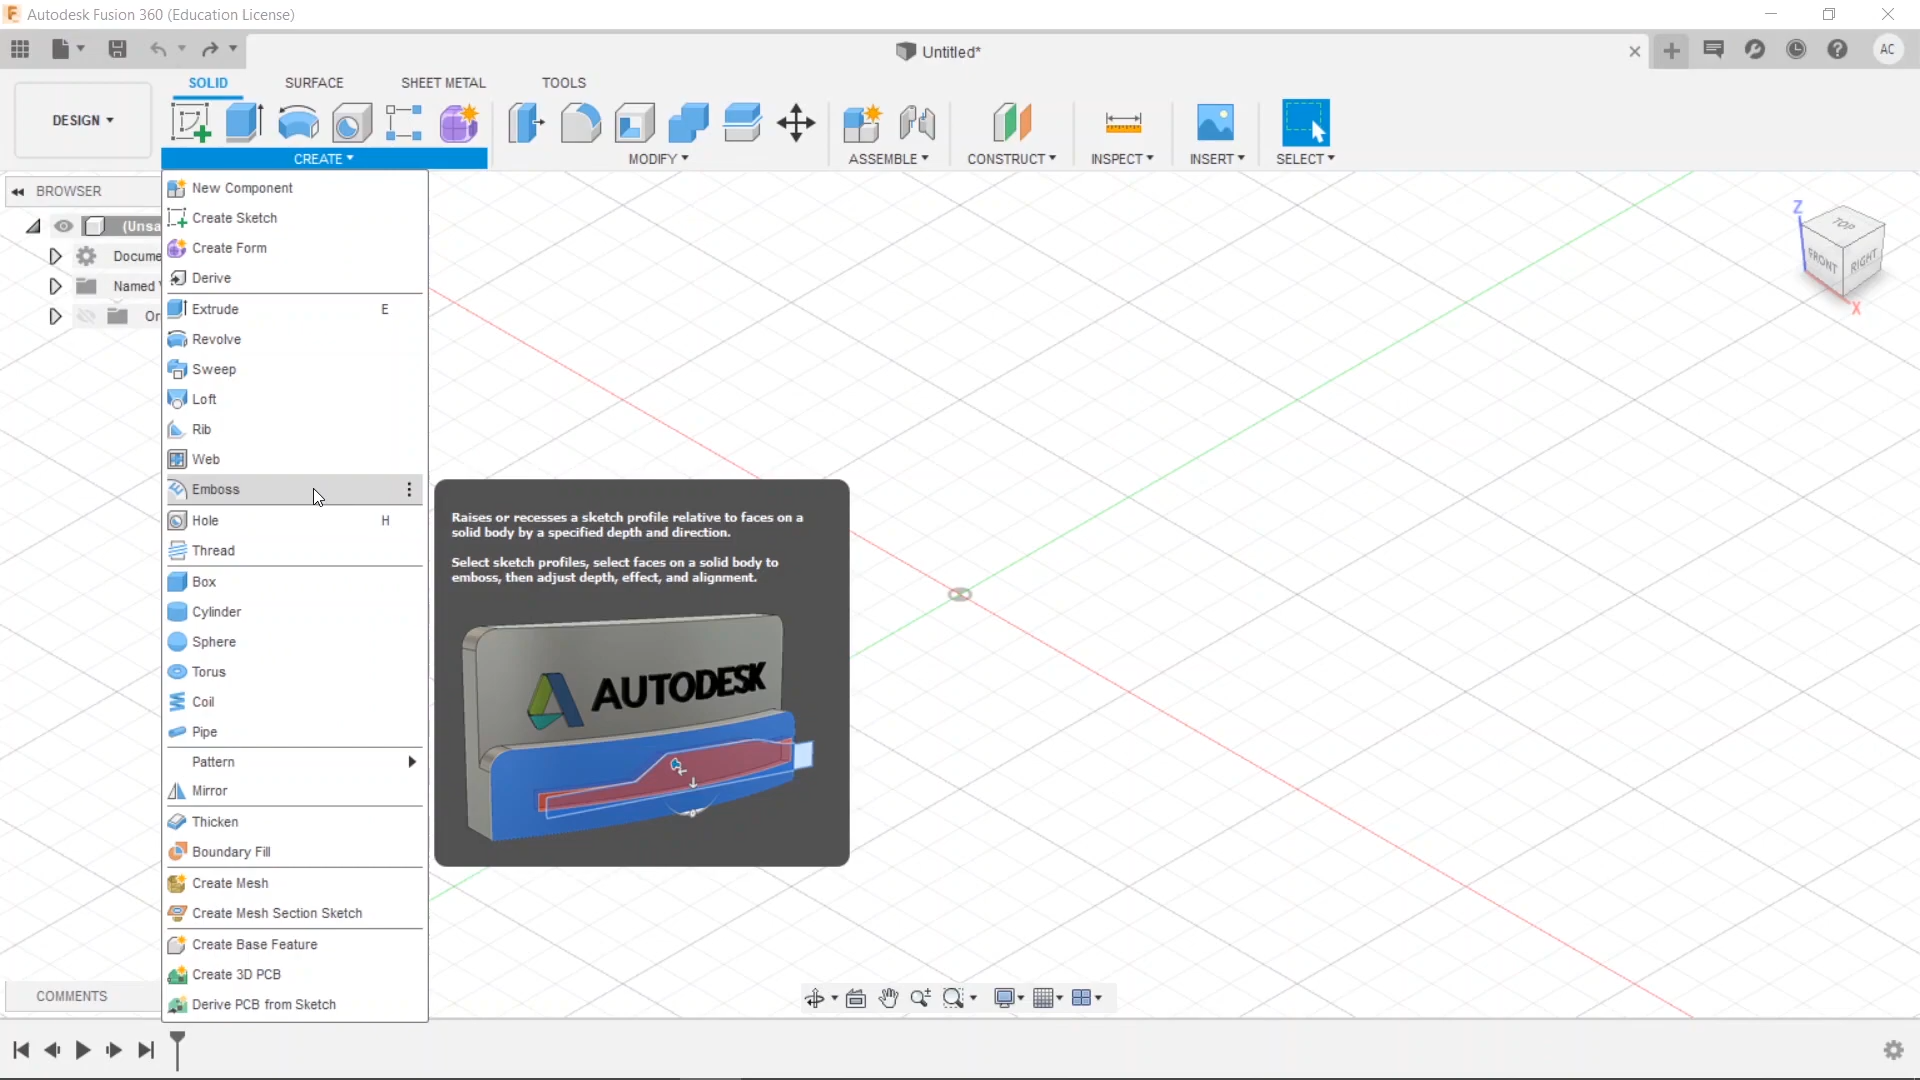 Autodesk Fusion 360 (Education License)
Untitled*
AC
SOLID
SURFACE
SHEET METAL
TOOLS
DESIGN
CREATE
MODIFY
ASSEMBLE
CONSTRUCT
INSPECT
INSERT
SELECT
BROWSER
(Unsa
Docume
Named
Or
New Component
Create Sketch
Create Form
Derive
Extrude E
Revolve
Sweep
Loft
Rib
Web
Emboss
Hole H
Thread
Box
Cylinder
Sphere
Torus
Coil
Pipe
Pattern
Mirror
Thicken
Boundary Fill
Create Mesh
Create Mesh Section Sketch
Create Base Feature
Create 3D PCB
Derive PCB from Sketch
Raises or recesses a sketch profile relative to faces on a
solid body by a specified depth and direction.
Select sketch profiles, select faces on a solid body to
emboss, then adjust depth, effect, and alignment.
AUTODESK
Z
TOP
FRONT
RIGHT
X
COMMENTS